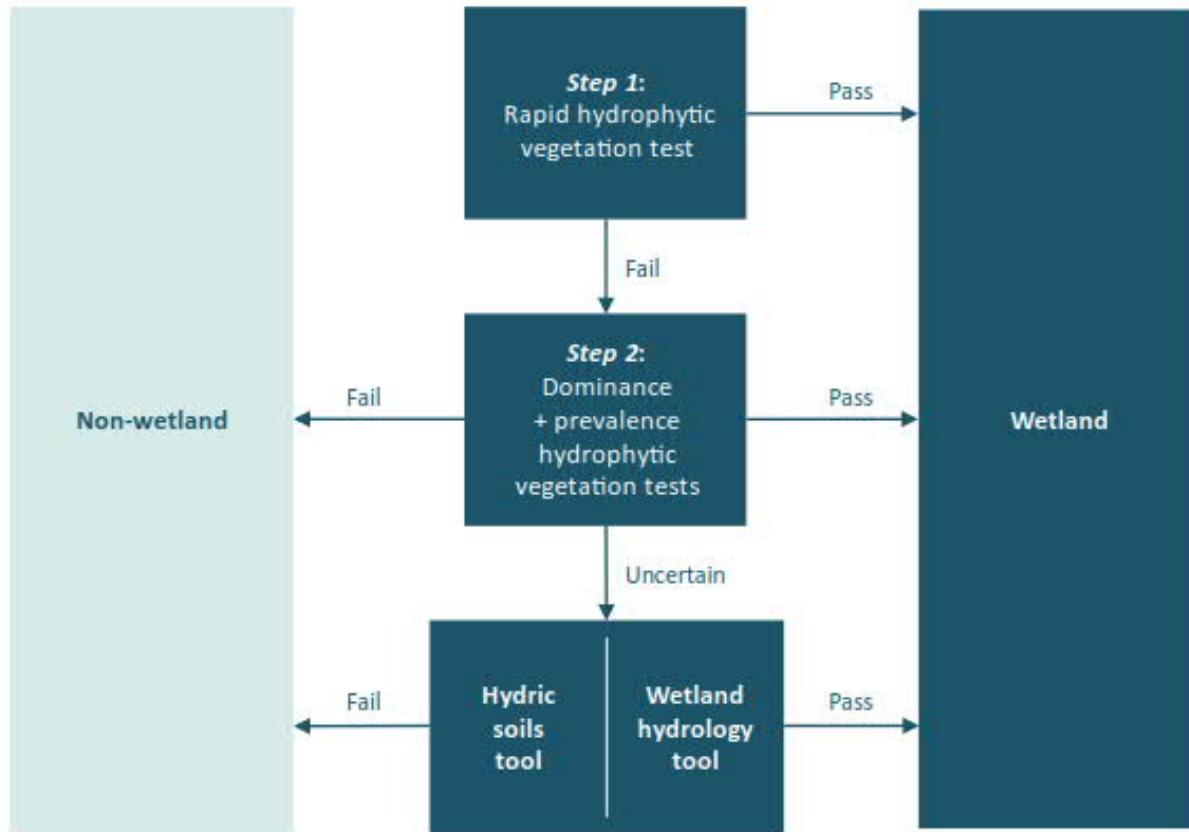 Step 1:
Rapid hydrophytic
vegetation test
Pass
Fail
Step 2:
Dominance
+ prevalence
hydrophytic
vegetation tests
Fail
Pass
Non-wetland
Wetland
Uncertain
Hydric
soils
tool
Wetland
hydrology
tool
Fail
Pass